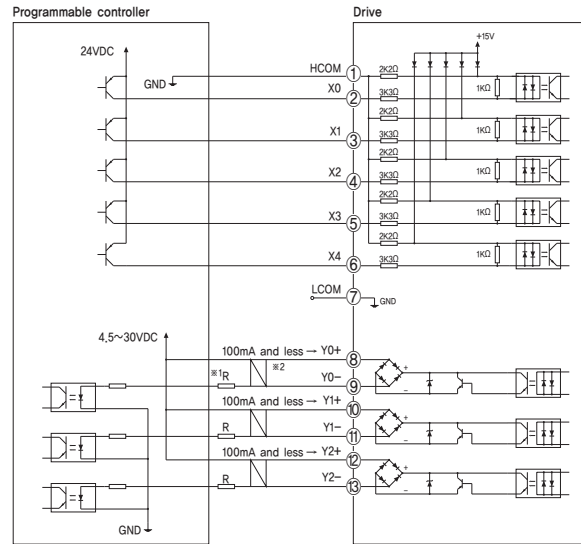 Programmable controller
Drive
24VDC
+15V
HCOM
GND
1
2K2Ω
1KΩ
X0
2
3K3Ω
2K2Ω
1KΩ
X1
3
3K3Ω
2K2Ω
1KΩ
X2
4
3K3Ω
2K2Ω
1KΩ
X3
5
3K3Ω
2K2Ω
1KΩ
X4
6
3K3Ω
LCOM
7
GND
4.5~30VDC
100mA and less → Y0+
8
+
※1 R
※2
Y0-
9
-
100mA and less → Y1+
10
+
R
Y1-
11
-
100mA and less → Y2+
12
+
R
Y2-
13
-
GND